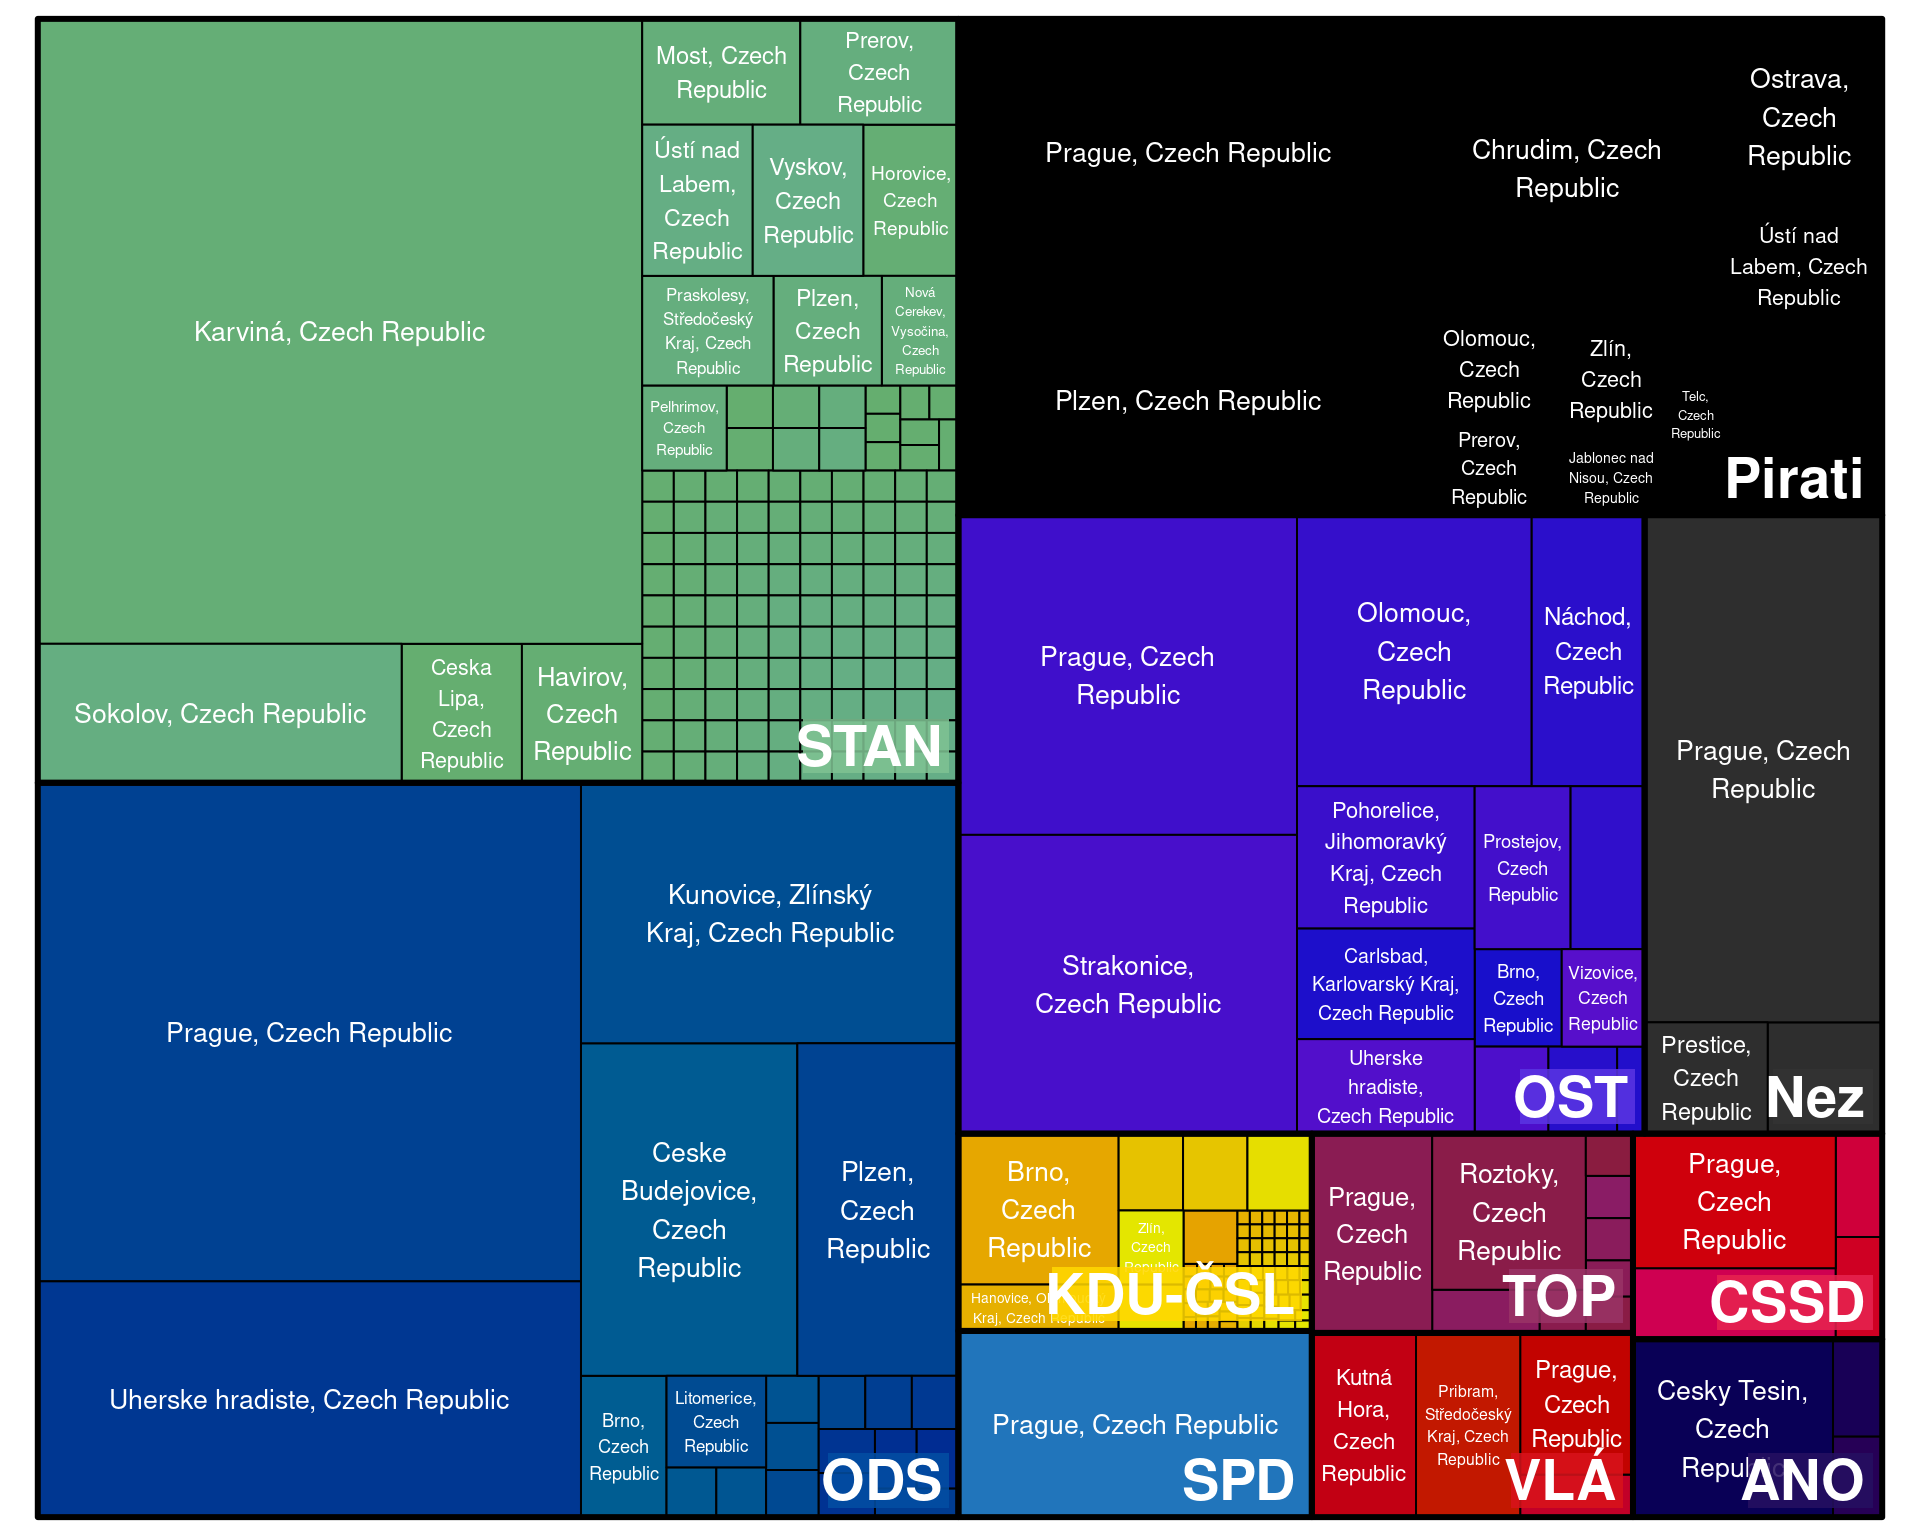 Karviná, Czech Republic
Sokolov, Czech Republic
Ceska
Lipa,
Czech
Republic
Havirov,
Czech
Republic
Most, Czech
Republic
Prerov,
Czech
Republic
Ústí nad
Labem,
Czech
Republic
Vyskov,
Czech
Republic
Horovice,
Czech
Republic
Praskolesy,
Středočeský
Kraj, Czech
Republic
Plzen,
Czech
Republic
Nová
Cerekev,
Vysočina,
Czech
Republic
Pelhrimov,
Czech
Republic
STAN
Prague, Czech Republic
Plzen, Czech Republic
Chrudim, Czech
Republic
Ostrava,
Czech
Republic
Ústí nad
Labem, Czech
Republic
Olomouc,
Czech
Republic
Zlín,
Czech
Republic
Telc,
Czech
Republic
Prerov,
Czech
Republic
Jablonec nad
Nisou, Czech
Republic
Pirati
Prague, Czech Republic
Uherske hradiste, Czech Republic
Kunovice, Zlínský
Kraj, Czech Republic
Ceske
Budejovice,
Czech
Republic
Plzen,
Czech
Republic
Brno,
Czech
Republic
Litomerice,
Czech
Republic
ODS
Prague, Czech
Republic
Strakonice,
Czech Republic
Olomouc,
Czech
Republic
Náchod,
Czech
Republic
Pohorelice,
Jihomoravký
Kraj, Czech
Republic
Prostejov,
Czech
Republic
Carlsbad,
Karlovarský Kraj,
Czech Republic
Brno,
Czech
Republic
Vizovice,
Czech
Republic
Uherske
hradiste,
Czech Republic
OST
Prague, Czech
Republic
Prestice,
Czech
Republic
Nez
Brno,
Czech
Republic
Zlín,
Czech
Republic
Hanovice,
Kraj, Czech Republic
KDU-ČSL
Prague,
Czech
Republic
Roztoky,
Czech
Republic
TOP
Prague,
Czech
Republic
CSSD
Prague, Czech Republic
SPD
Kutná
Hora,
Czech
Republic
Pribram,
Středočeský
Kraj, Czech
Republic
Prague,
Czech
Republic
VLÁ
Cesky Tesin,
Czech
Republic
ANO